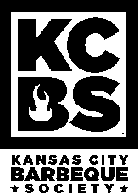 KC
BS
KANSAS CITY
BARBEQUE
★ SOCIETY ★